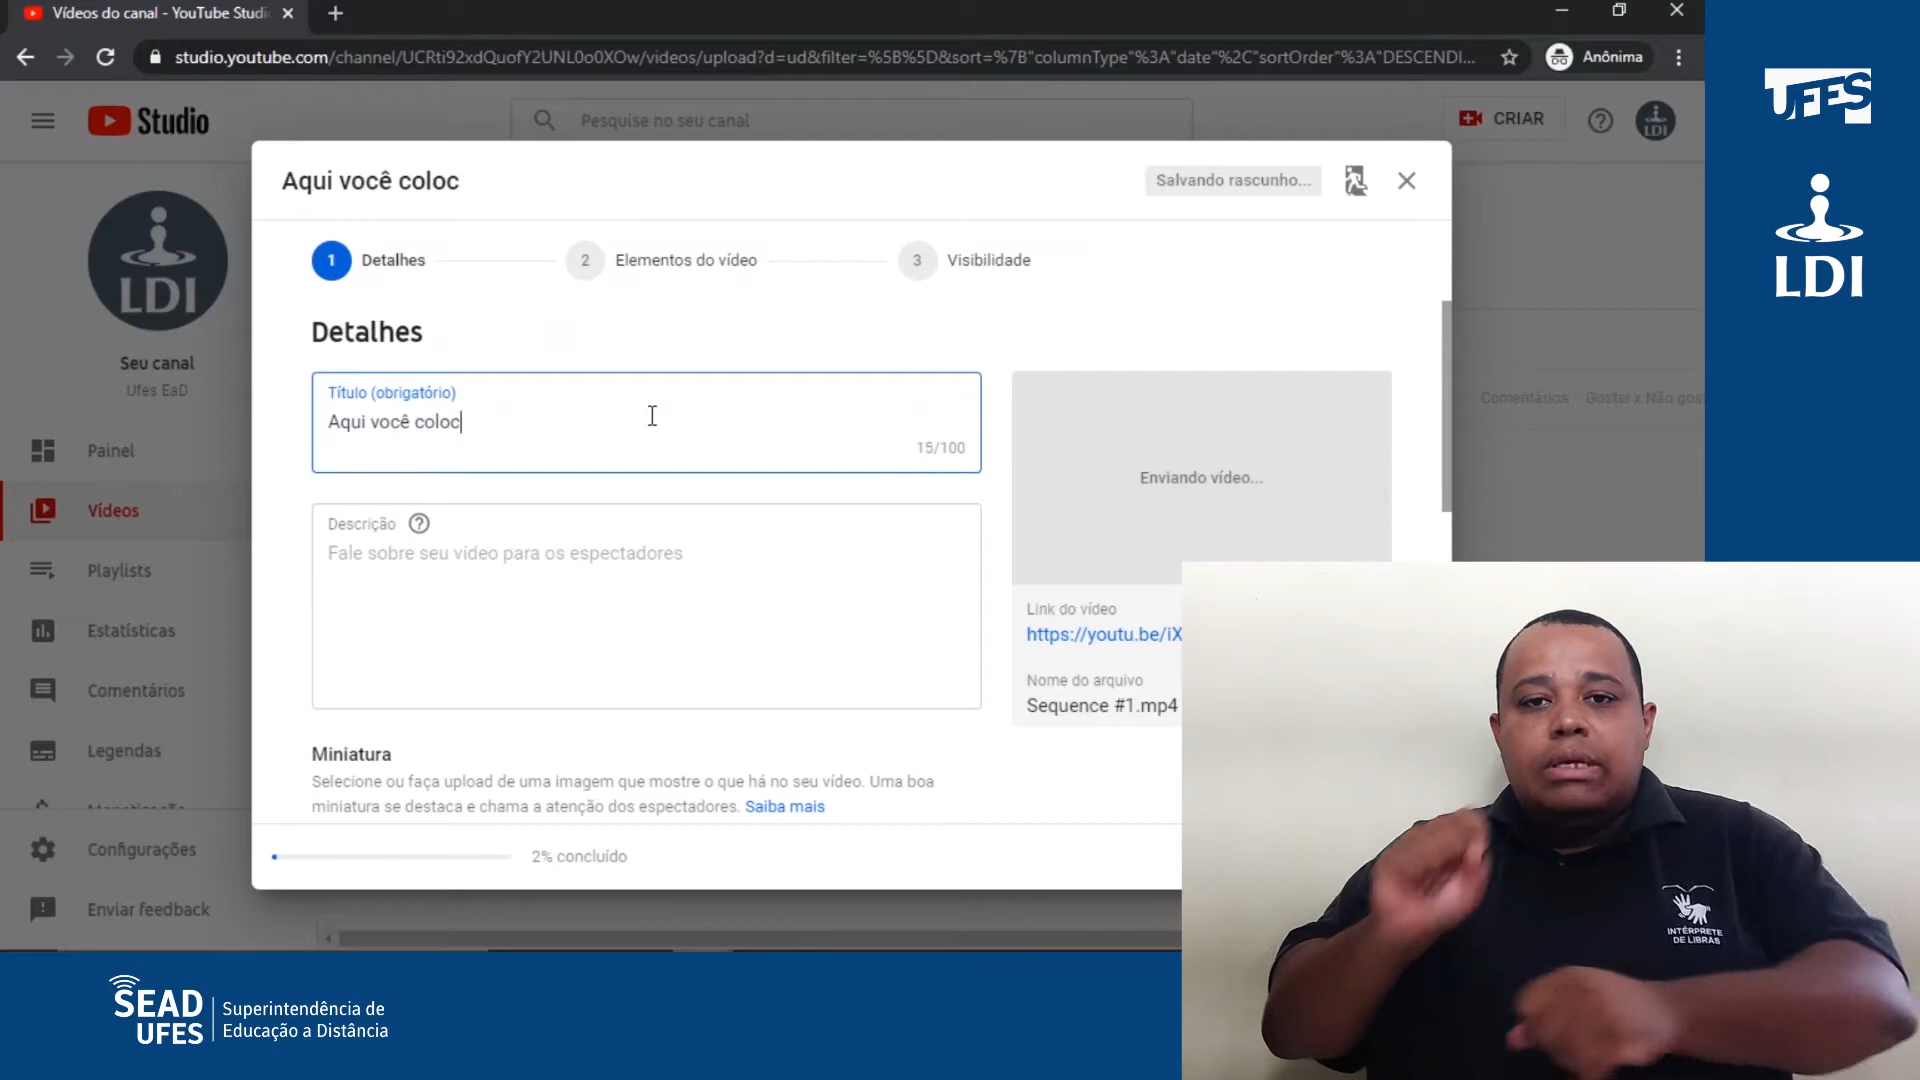 Vídeos do canal - YouTube Studi
studio.youtube.com/channel/UCRti92xdQuofY2UNL0o0XOw/videos/upload?d=ud&filter=%5B%5D&sort=%7B"columnType"%3A"date"%2C"sortOrder"%3A"DESCENDI...
Anônima
Studio
Pesquise no seu canal
CRIAR
LDI
UFES
LDI
Aqui você coloc
Salvando rascunho...
1 Detalhes
2 Elementos do vídeo
3 Visibilidade
LDI
Seu canal
Ufes EaD
Detalhes
Título (obrigatório)
Aqui você coloc
15/100
Comentários
Gostei x Não gos
Enviando vídeo...
Painel
Vídeos
Playlists
Estatísticas
Comentários
Legendas
Configurações
Enviar feedback
Descrição
Fale sobre seu vídeo para os espectadores
Link do vídeo
https://youtu.be/iX
Nome do arquivo
Sequence #1.mp4
Miniatura
Selecione ou faça upload de uma imagem que mostre o que há no seu vídeo. Uma boa
miniatura se destaca e chama a atenção dos espectadores. Saiba mais
2% concluído
INTÉRPRETE
DE LIBRAS
SEAD
UFES
Superintendência de
Educação a Distância